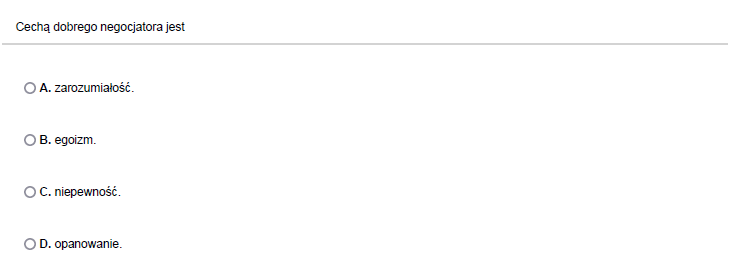 Cechą dobrego negocjatora jest
A. zarozumiałość.
B. egoizm.
C. niepewność.
D. opanowanie.